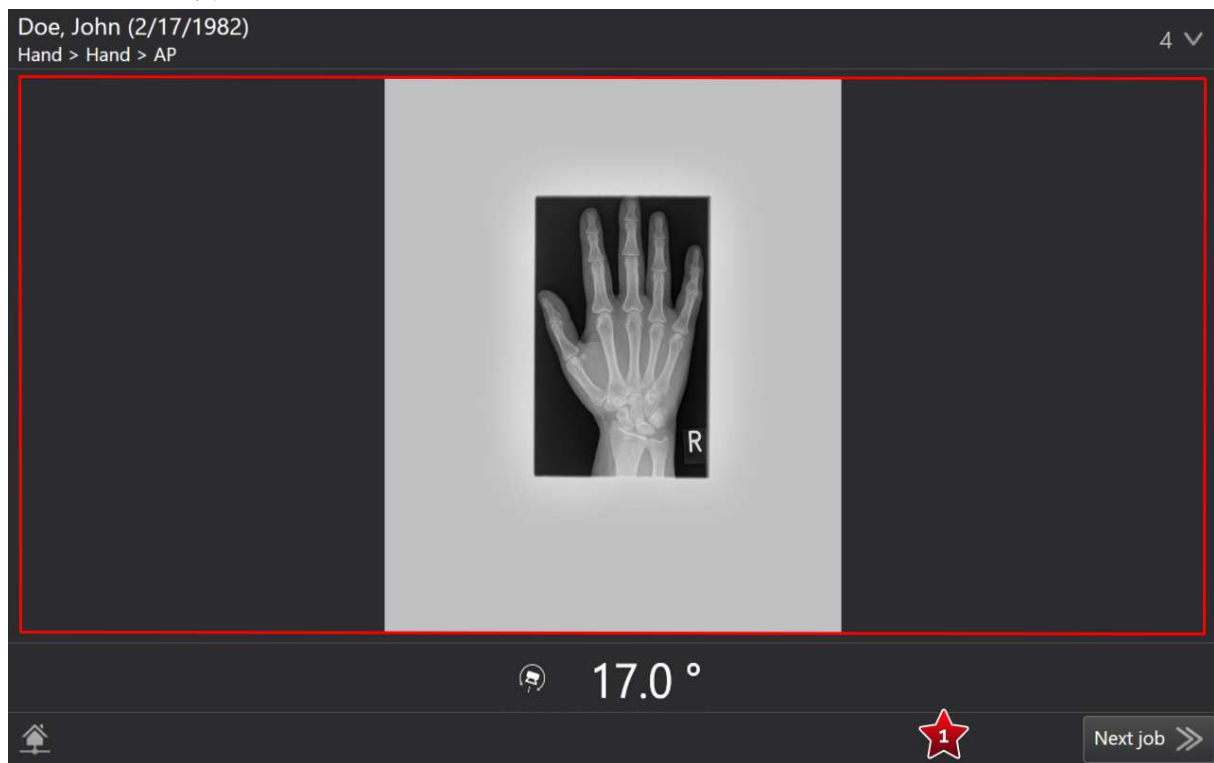 Doe, John (2/17/1982)
4
Hand > Hand > AP
R
17.0 °
1
Next job